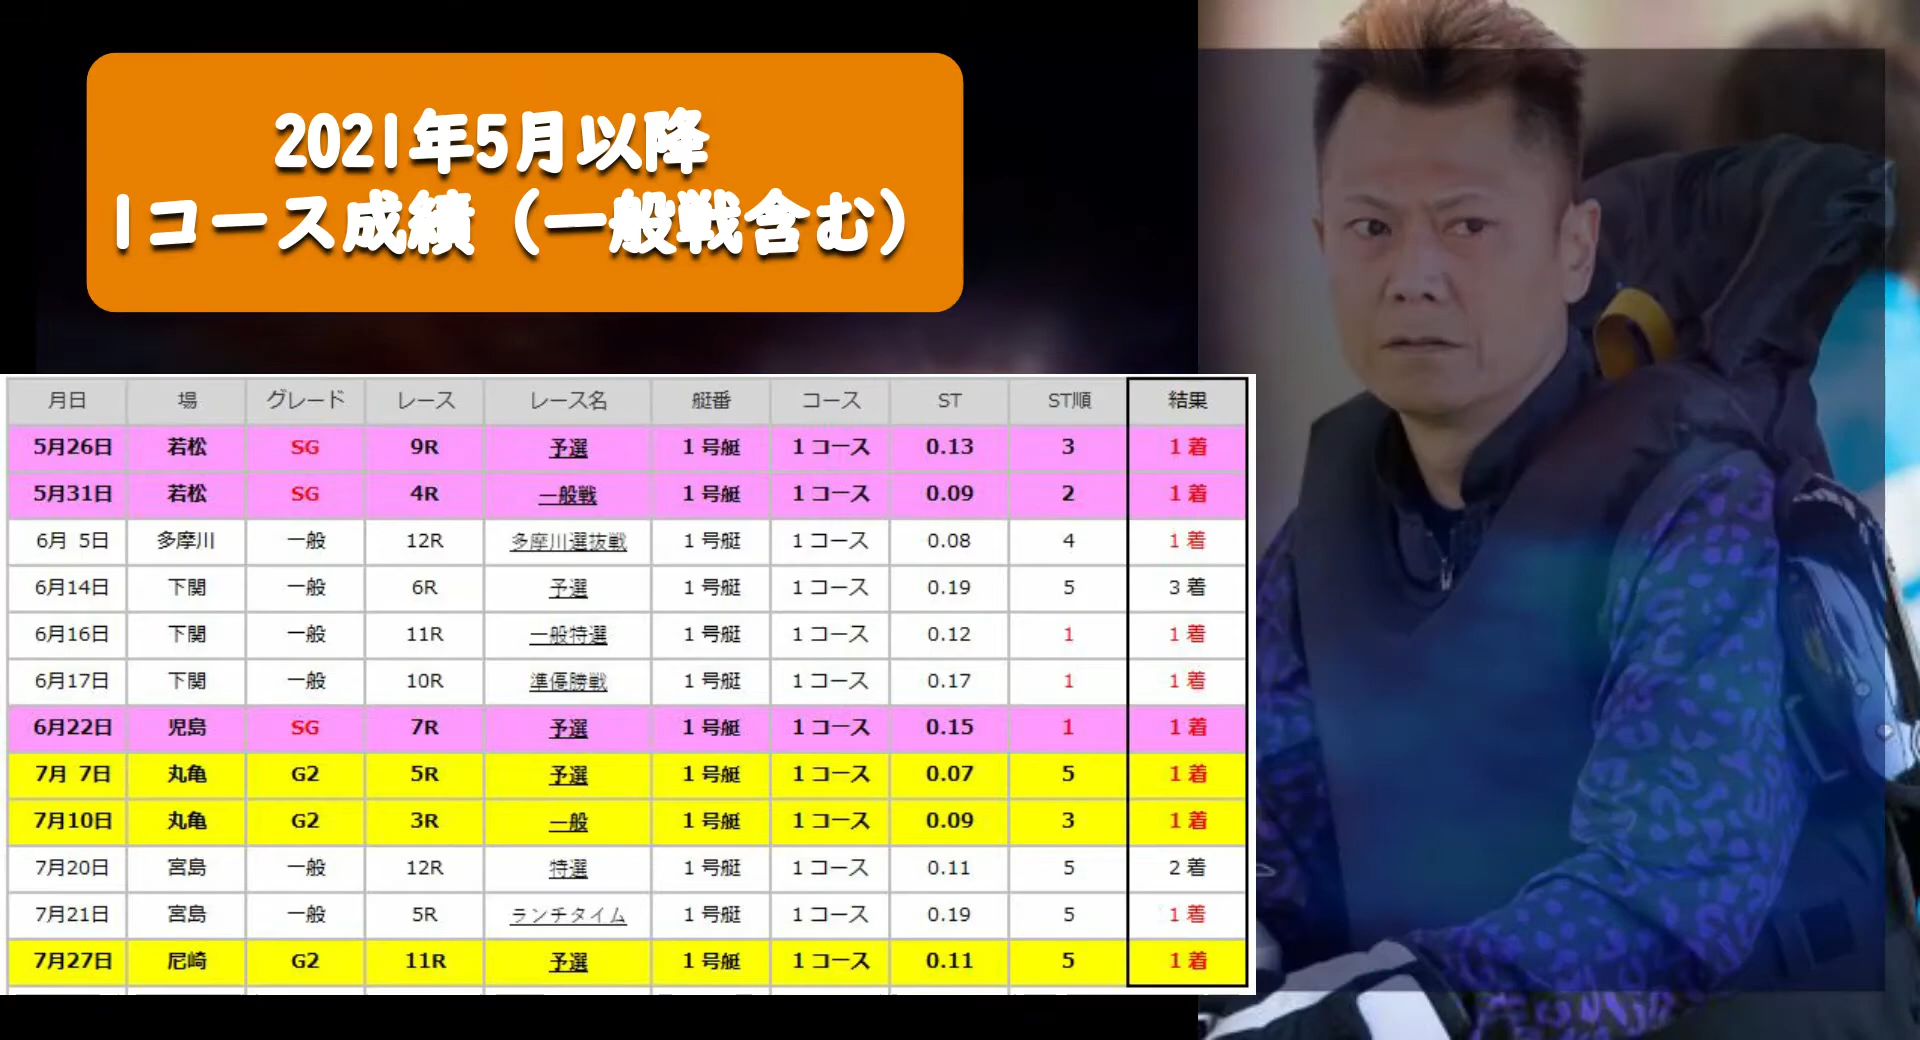 2021年5月以降
1コース成績（一般戦含む）
月日 場 グレード レース レース名 艇番 コース ST ST順 結果
5月26日 若松 SG 9R 予選 1号艇 1コース 0.13 3 1着
5月31日 若松 SG 4R 一般戦 1号艇 1コース 0.09 2 1着
6月 5日 多摩川 一般 12R 多摩川選抜戦 1号艇 1コース 0.08 4 1着
6月14日 下関 一般 6R 予選 1号艇 1コース 0.19 5 3着
6月16日 下関 一般 11R 一般特選 1号艇 1コース 0.12 1 1着
6月17日 下関 一般 10R 準優勝戦 1号艇 1コース 0.17 1 1着
6月22日 児島 SG 7R 予選 1号艇 1コース 0.15 1 1着
7月 7日 丸亀 G2 5R 予選 1号艇 1コース 0.07 5 1着
7月10日 丸亀 G2 3R 一般 1号艇 1コース 0.09 3 1着
7月20日 宮島 一般 12R 特選 1号艇 1コース 0.11 5 2着
7月21日 宮島 一般 5R ランチタイム 1号艇 1コース 0.19 5 1着
7月27日 尼崎 G2 11R 予選 1号艇 1コース 0.11 5 1着